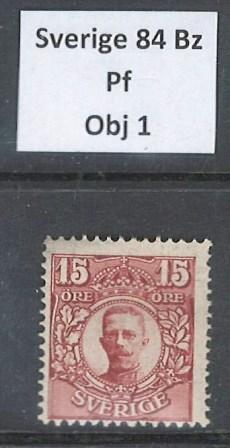 Sverige 84 Bz
Pf
Obj 1
15 15
ÖRE ÖRE
SVERIGE